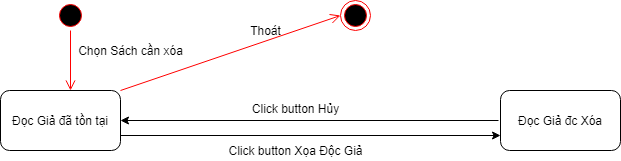 Thoát
Chọn Sách cần xóa
Click button Hủy
Đọc Giả đã tồn tại
Đọc Giả đc Xóa
Click button Xọa Độc Giả